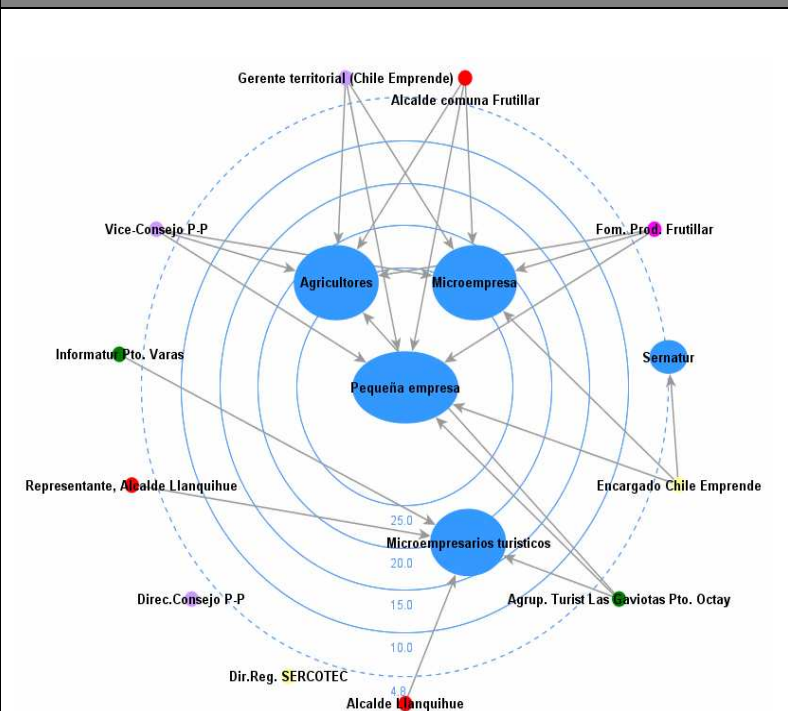 Gerente territorial (Chile Emprende)
Alcalde comuna Frutillar
Vice-Consejo P-P
Fom. Prod. Frutillar
Agricultores
Microempresa
Informatur Pto. Varas
Sernatur
Pequeña empresa
Representante, Alcalde Llanquihue
Encargado Chile Emprende
25.0
Microempresarios turisticos
20.0
Direc.Consejo P-P
15.0
Agrup. Turist Las Gaviotas Pto. Octay
10.0
Dir.Reg. SERCOTEC
4.8
Alcalde Llanquihue